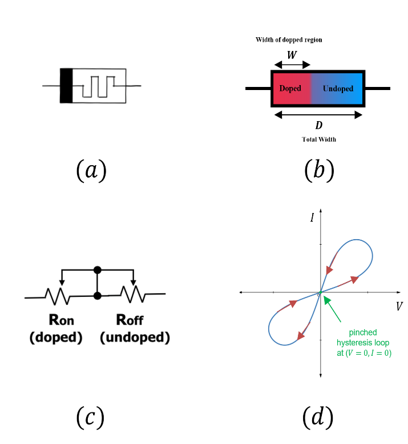 (a)
Width of dopped region
W
Doped
Undoped
D
Total Width
(b)
Ron
(doped)
Roff
(undoped)
(c)
I
V
pinched
hysteresis loop
at (V = 0, I = 0)
(d)